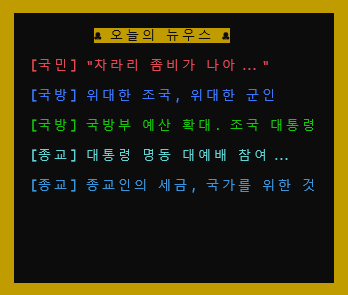 오늘의 뉴우스
[국민] "차라리 좀비가 나아 ... "
[국방] 위대한 조국, 위대한 군인
[국방] 국방부 예산 확대. 조국 대통령
[종교] 대통령 명동 대예배 참여 ...
[종교] 종교인의 세금, 국가를 위한 것